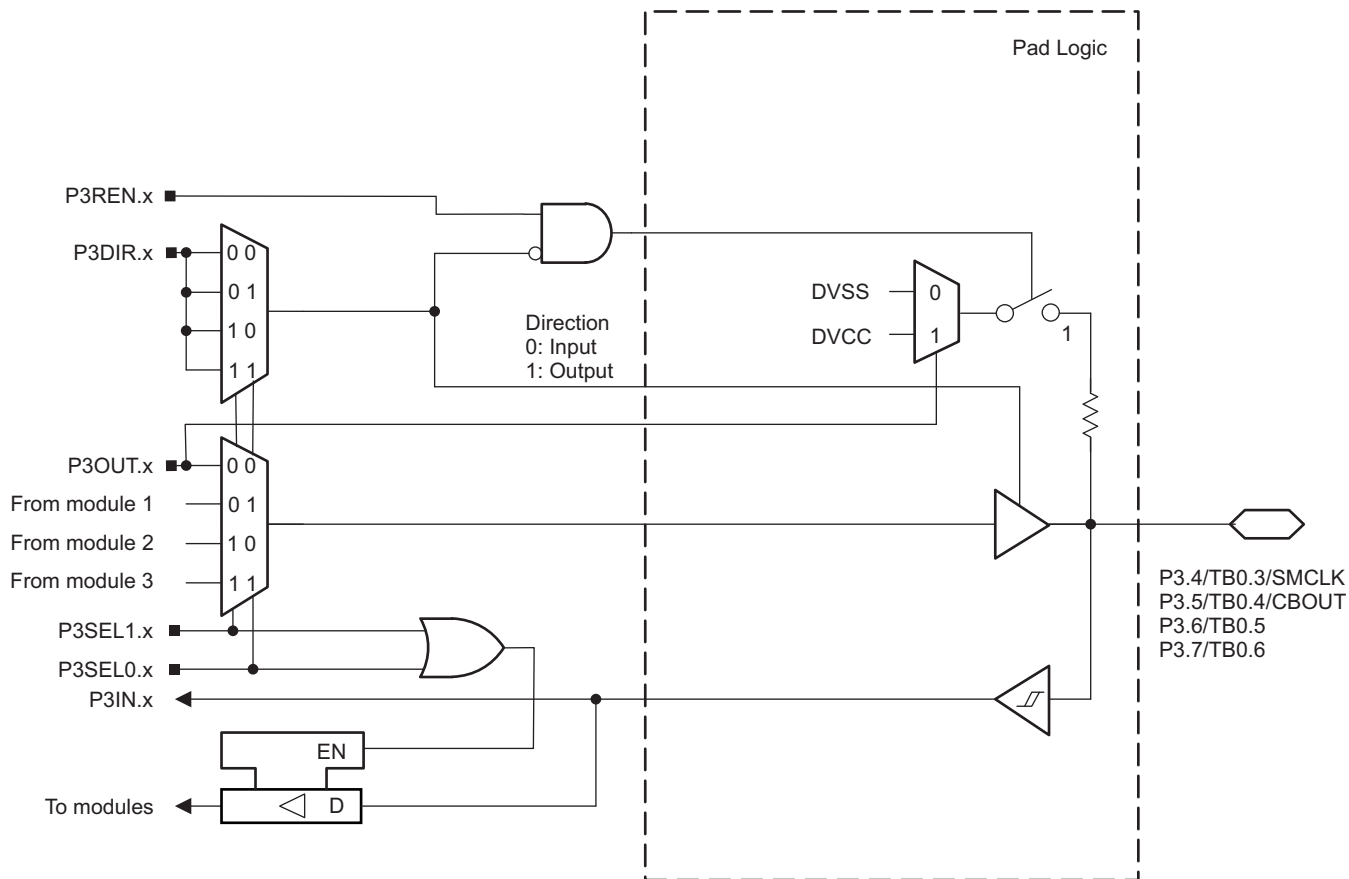 Pad Logic
P3REN.x
P3DIR.x
0 0
0 1
1 0
1 1
Direction
0: Input
1: Output
DVSS
DVCC
0
1
1
P3OUT.x
From module 1
From module 2
From module 3
0 0
0 1
1 0
1 1
P3SEL1.x
P3SEL0.x
P3IN.x
EN
D
To modules
P3.4/TB0.3/SMCLK
P3.5/TB0.4/CBOUT
P3.6/TB0.5
P3.7/TB0.6